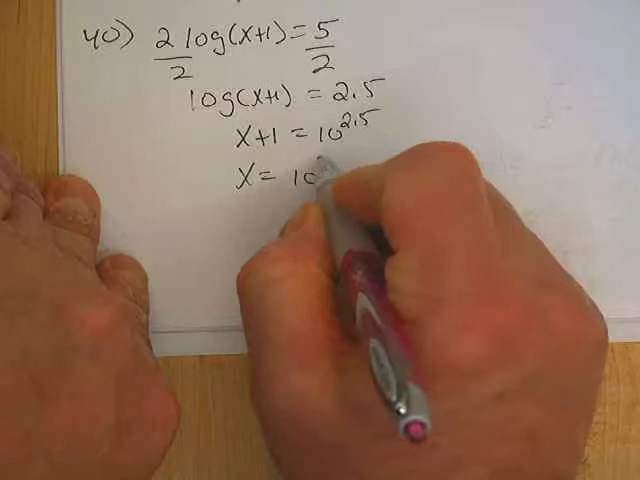 40) 2 log(x+1) = 5
2 2
log(x+1) = 2.5
x+1 = 10^2.5
x = 10